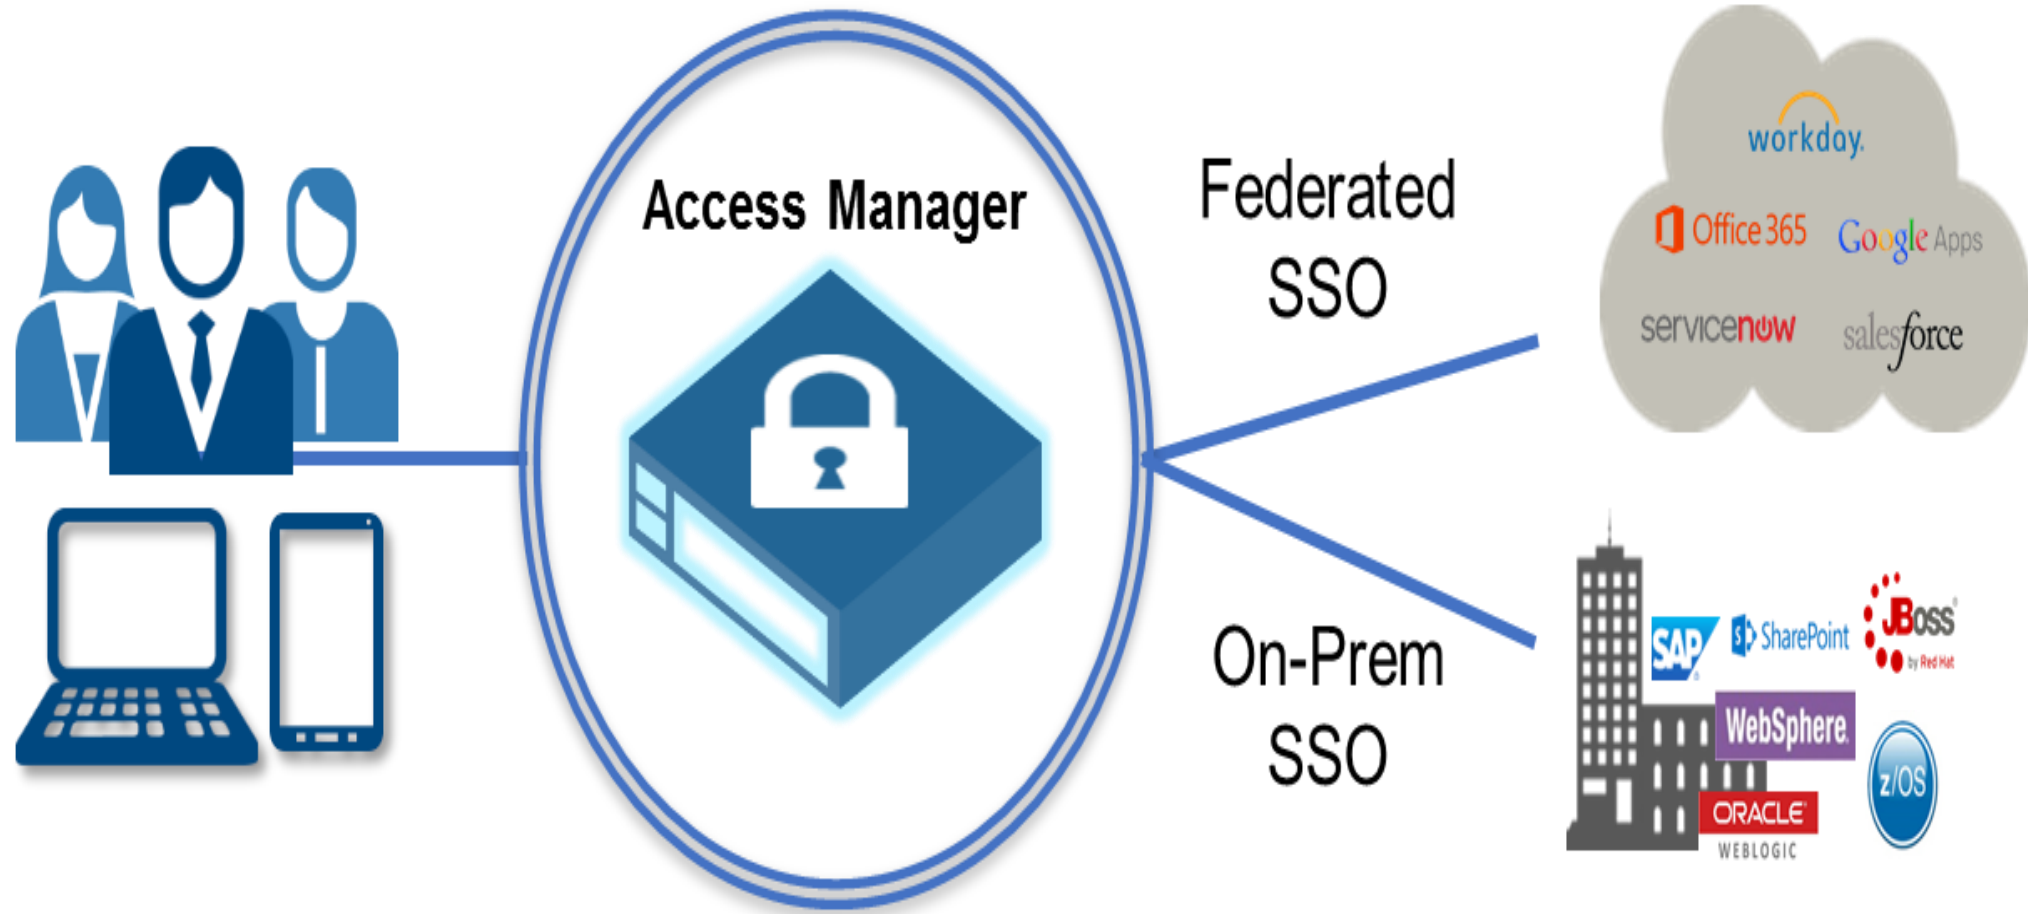 Access Manager
Federated
SSO
workday.
Office 365
Google Apps
servicenow
salesforce
On-Prem
SSO
SAP
SharePoint
JBoss
by Red Hat
WebSphere
z/OS
ORACLE
WEBLOGIC